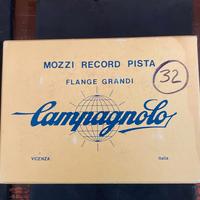 MOZZI RECORD PISTA
FLANGE GRANDI
32
Campagnolo
VICENZA Italia